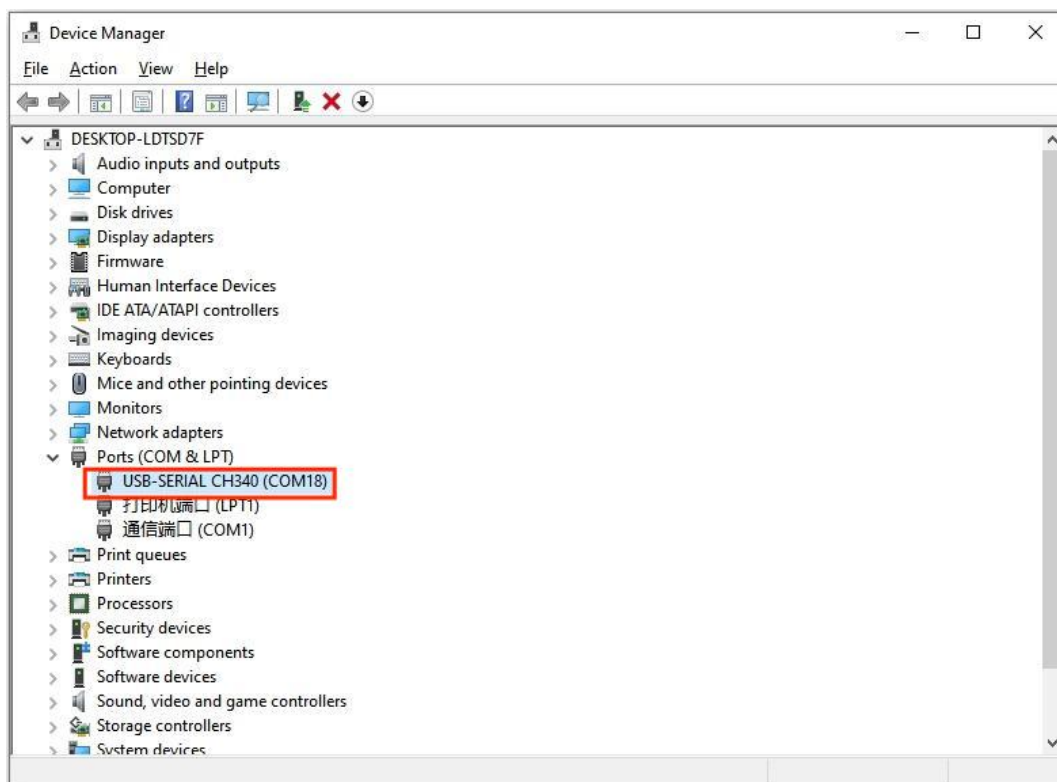 Device Manager
File Action View Help
DESKTOP-LDTSD7F
Audio inputs and outputs
Computer
Disk drives
Display adapters
Firmware
Human Interface Devices
IDE ATA/ATAPI controllers
Imaging devices
Keyboards
Mice and other pointing devices
Monitors
Network adapters
Ports (COM & LPT)
USB-SERIAL CH340 (COM18)
打印机端口 (LPT1)
通信端口 (COM1)
Print queues
Printers
Processors
Security devices
Software components
Software devices
Sound, video and game controllers
Storage controllers
System devices